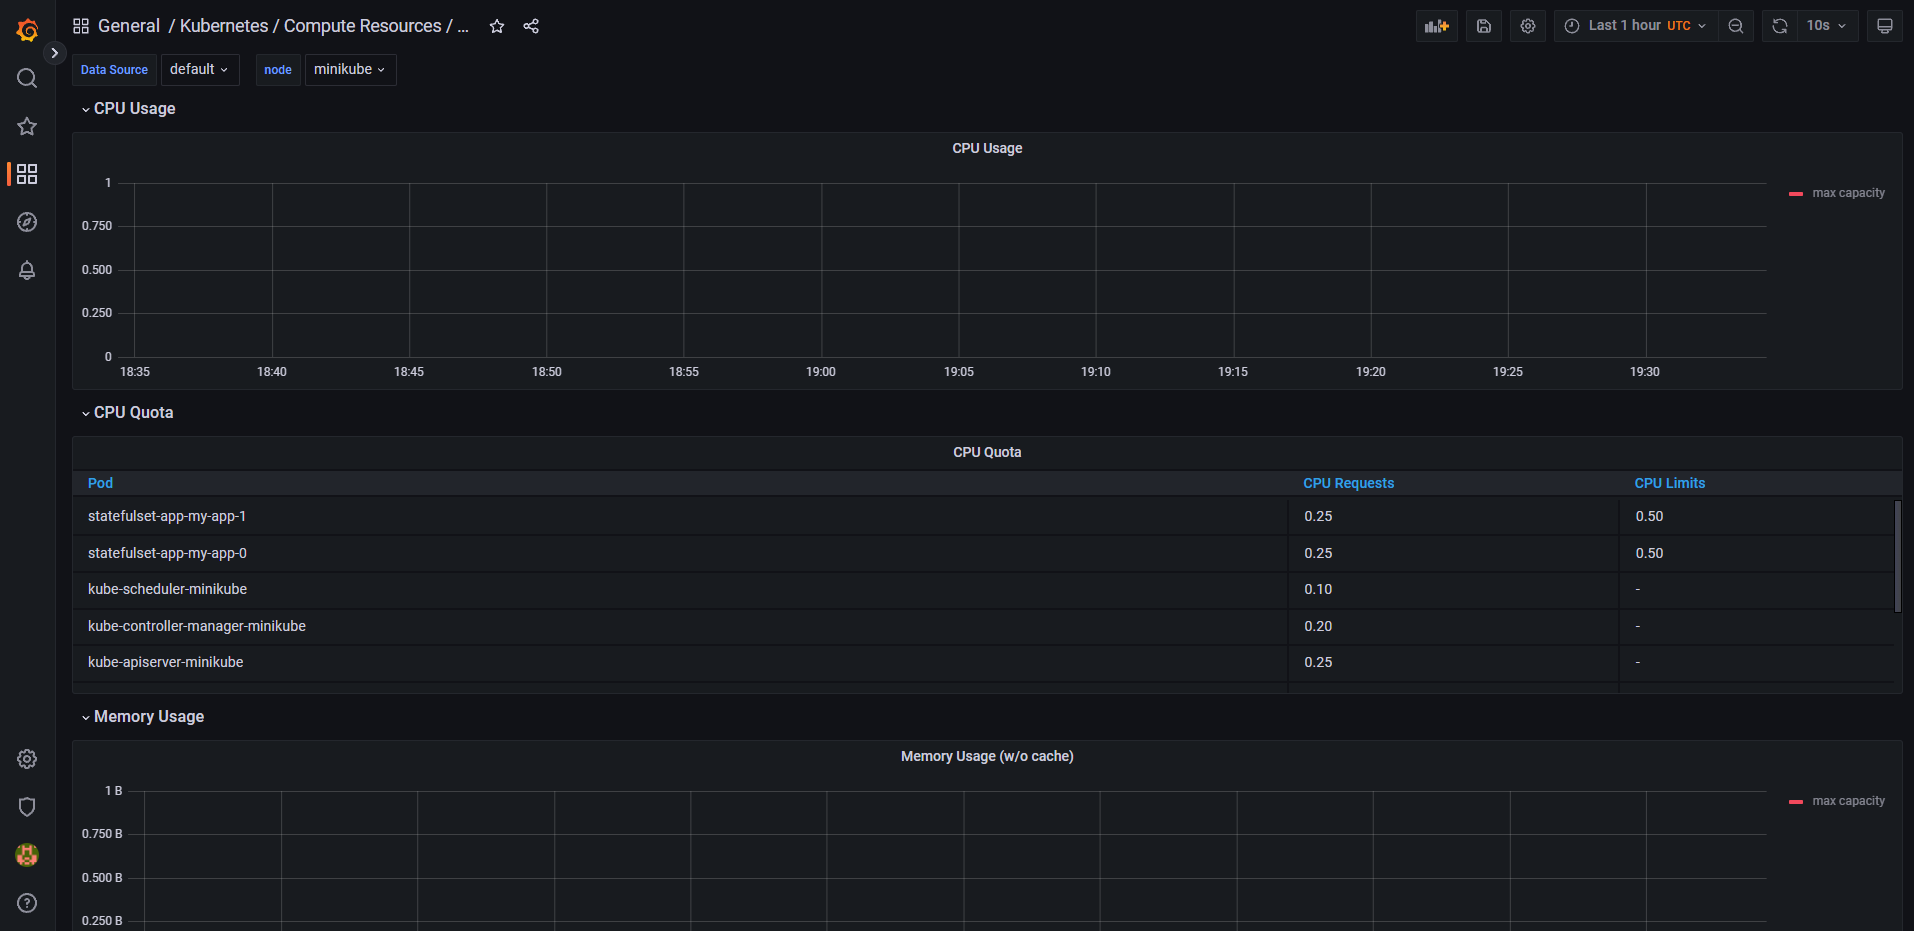 General / Kubernetes / Compute Resources / ...
Last 1 hour UTC
10s
Data Source
default
node
minikube
CPU Usage
CPU Usage
1
0.750
0.500
0.250
0
18:35 18:40 18:45 18:50 18:55 19:00 19:05 19:10 19:15 19:20 19:25 19:30
max capacity
CPU Quota
CPU Quota
Pod CPU Requests CPU Limits
statefulset-app-my-app-1 0.25 0.50
statefulset-app-my-app-0 0.25 0.50
kube-scheduler-minikube 0.10 -
kube-controller-manager-minikube 0.20 -
kube-apiserver-minikube 0.25 -
Memory Usage
Memory Usage (w/o cache)
1 B
0.750 B
0.500 B
0.250 B
max capacity